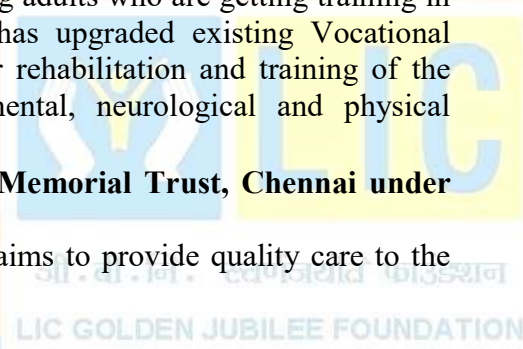 g adults who are getting training in
has upgraded existing Vocational
rehabilitation and training of the
mental, neurological and physical
Memorial Trust, Chennai under
aims to provide quality care to the
LIC
LIC GOLDEN JUBILEE FOUNDATION